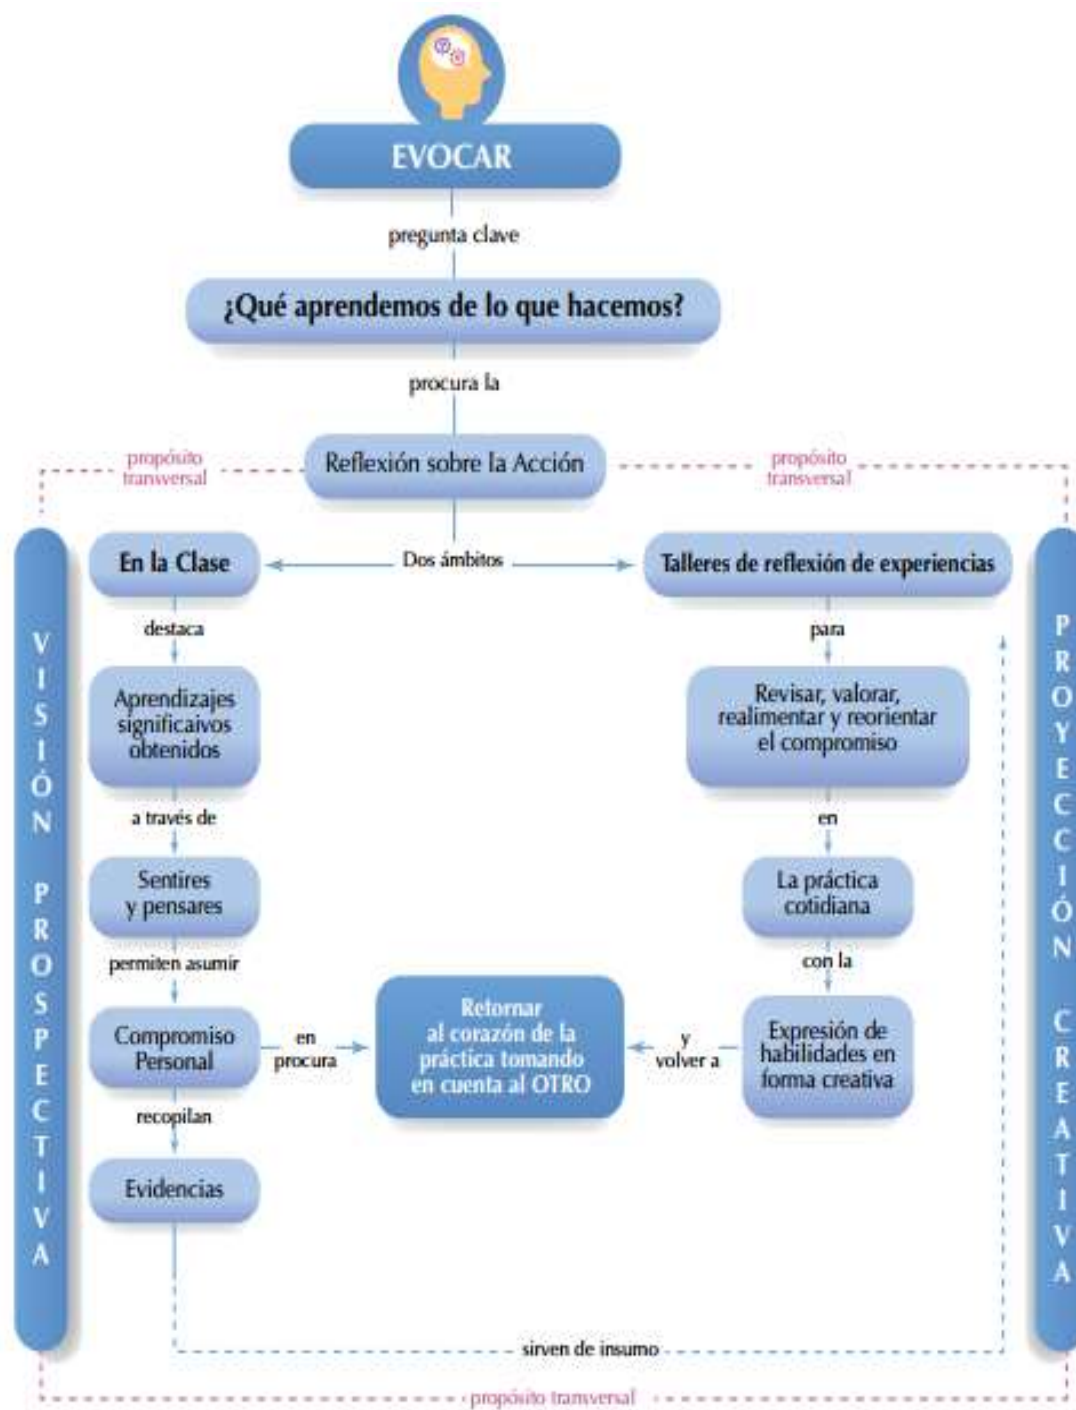 EVOCAR
pregunta clave
¿Qué aprendemos de lo que hacemos?
procura la
Reflexión sobre la Acción
propósito
transversal
propósito
transversal
Dos ámbitos
En la Clase
destaca
Aprendizajes
significaivos
obtenidos
a través de
Sentires
y pensares
permiten asumir
Compromiso
Personal
en
procura
recopilan
Evidencias
Retornar
al corazón de la
práctica tomando
en cuenta al OTRO
Talleres de reflexión de experiencias
para
Revisar, valorar,
realimentar y reorientar
el compromiso
en
La práctica
cotidiana
con la
Expresión de
habilidades en
forma creativa
y
volver a
sirven de insumo
propósito transversal
VISIÓN PROSPECTIVA
PROYECCIÓN CREATIVA